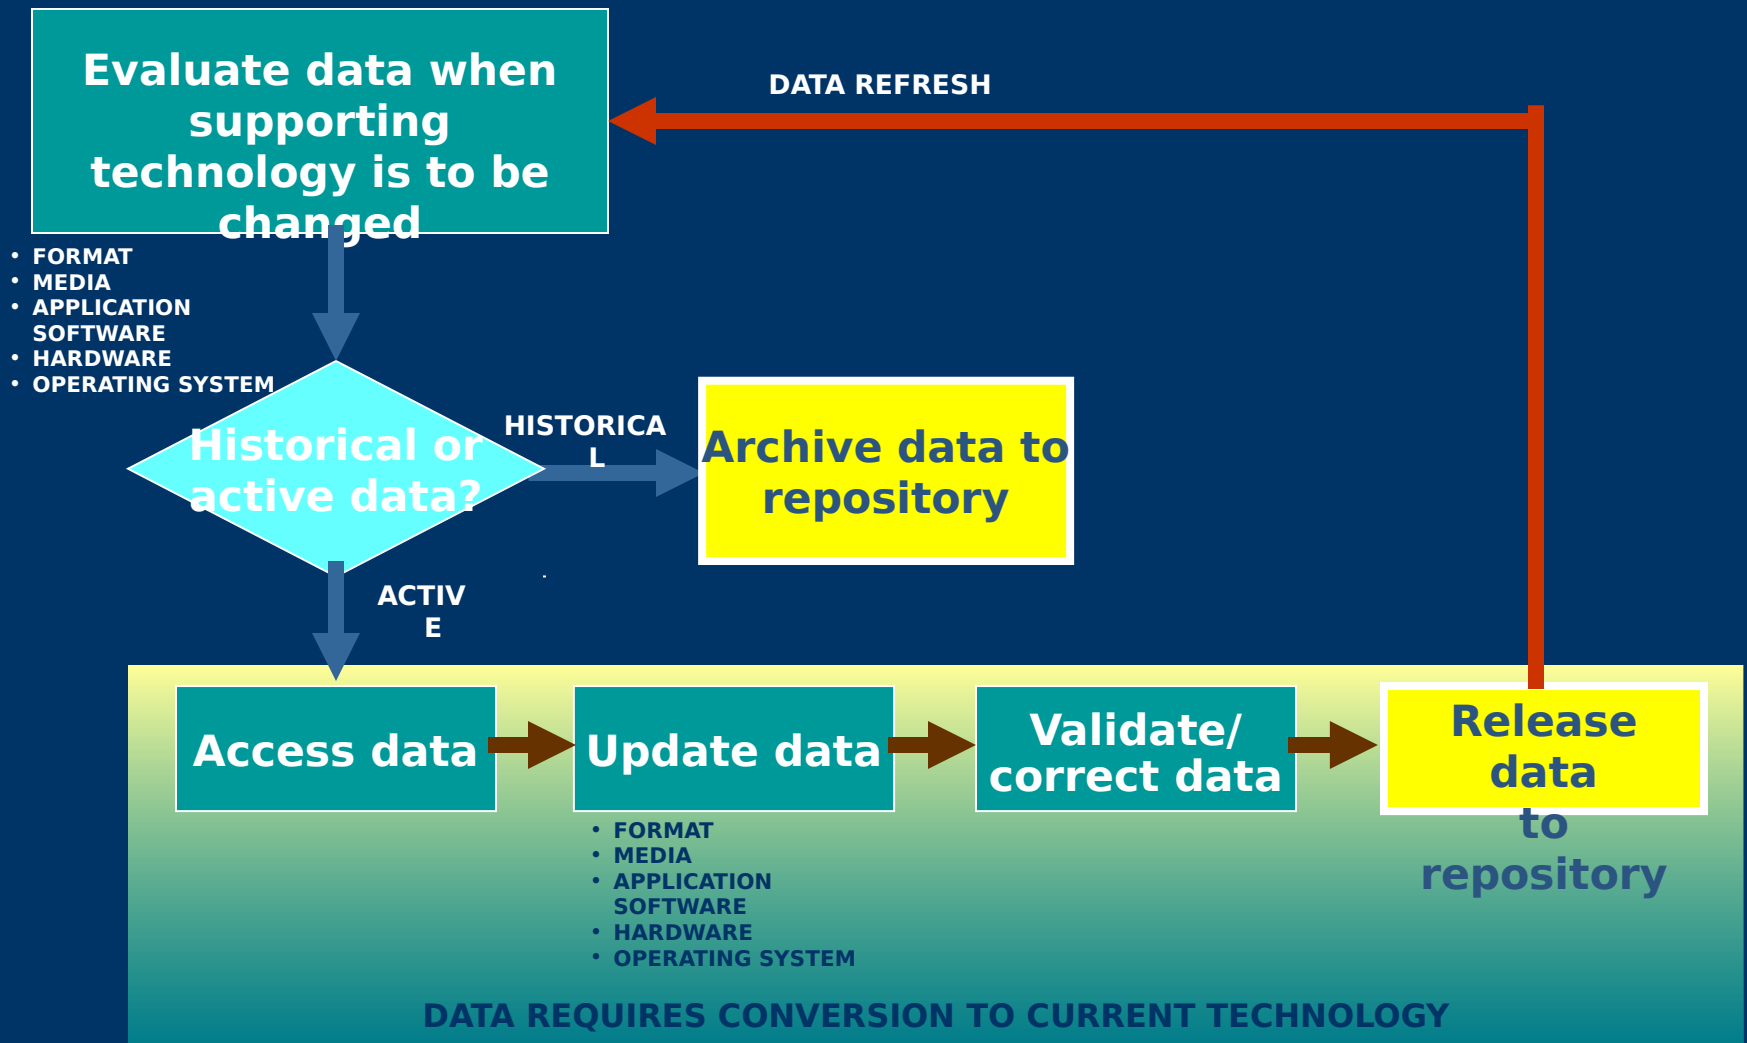 Evaluate data when
supporting
technology is to be
changed
DATA REFRESH
• FORMAT
• MEDIA
• APPLICATION
SOFTWARE
• HARDWARE
• OPERATING SYSTEM
Historical or
active data?
HISTORICA
L
Archive data to
repository
ACTIV
E
Access data
Update data
Validate/
correct data
Release
data
to
repository
• FORMAT
• MEDIA
• APPLICATION
SOFTWARE
• HARDWARE
• OPERATING SYSTEM
DATA REQUIRES CONVERSION TO CURRENT TECHNOLOGY